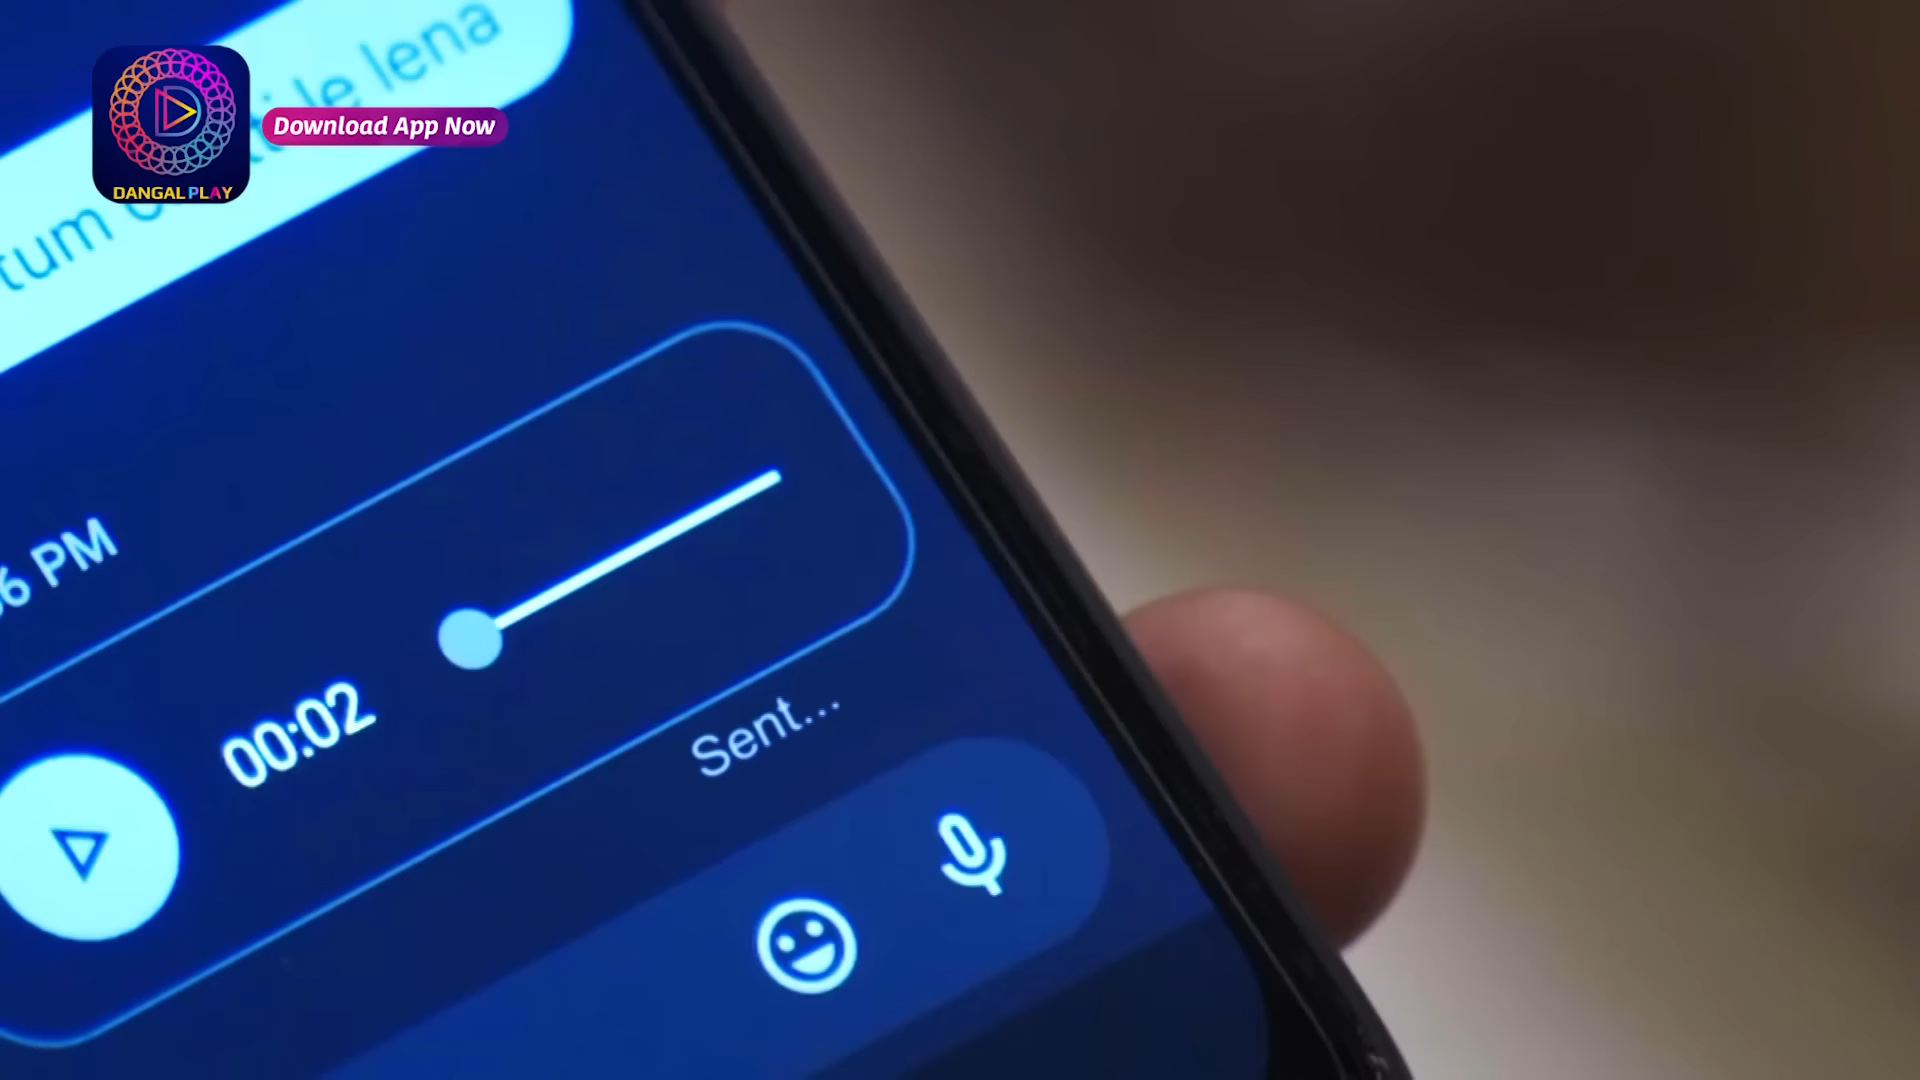 le lena
tum
DANGAL PLAY
Download App Now
PM
00:02
Sent...